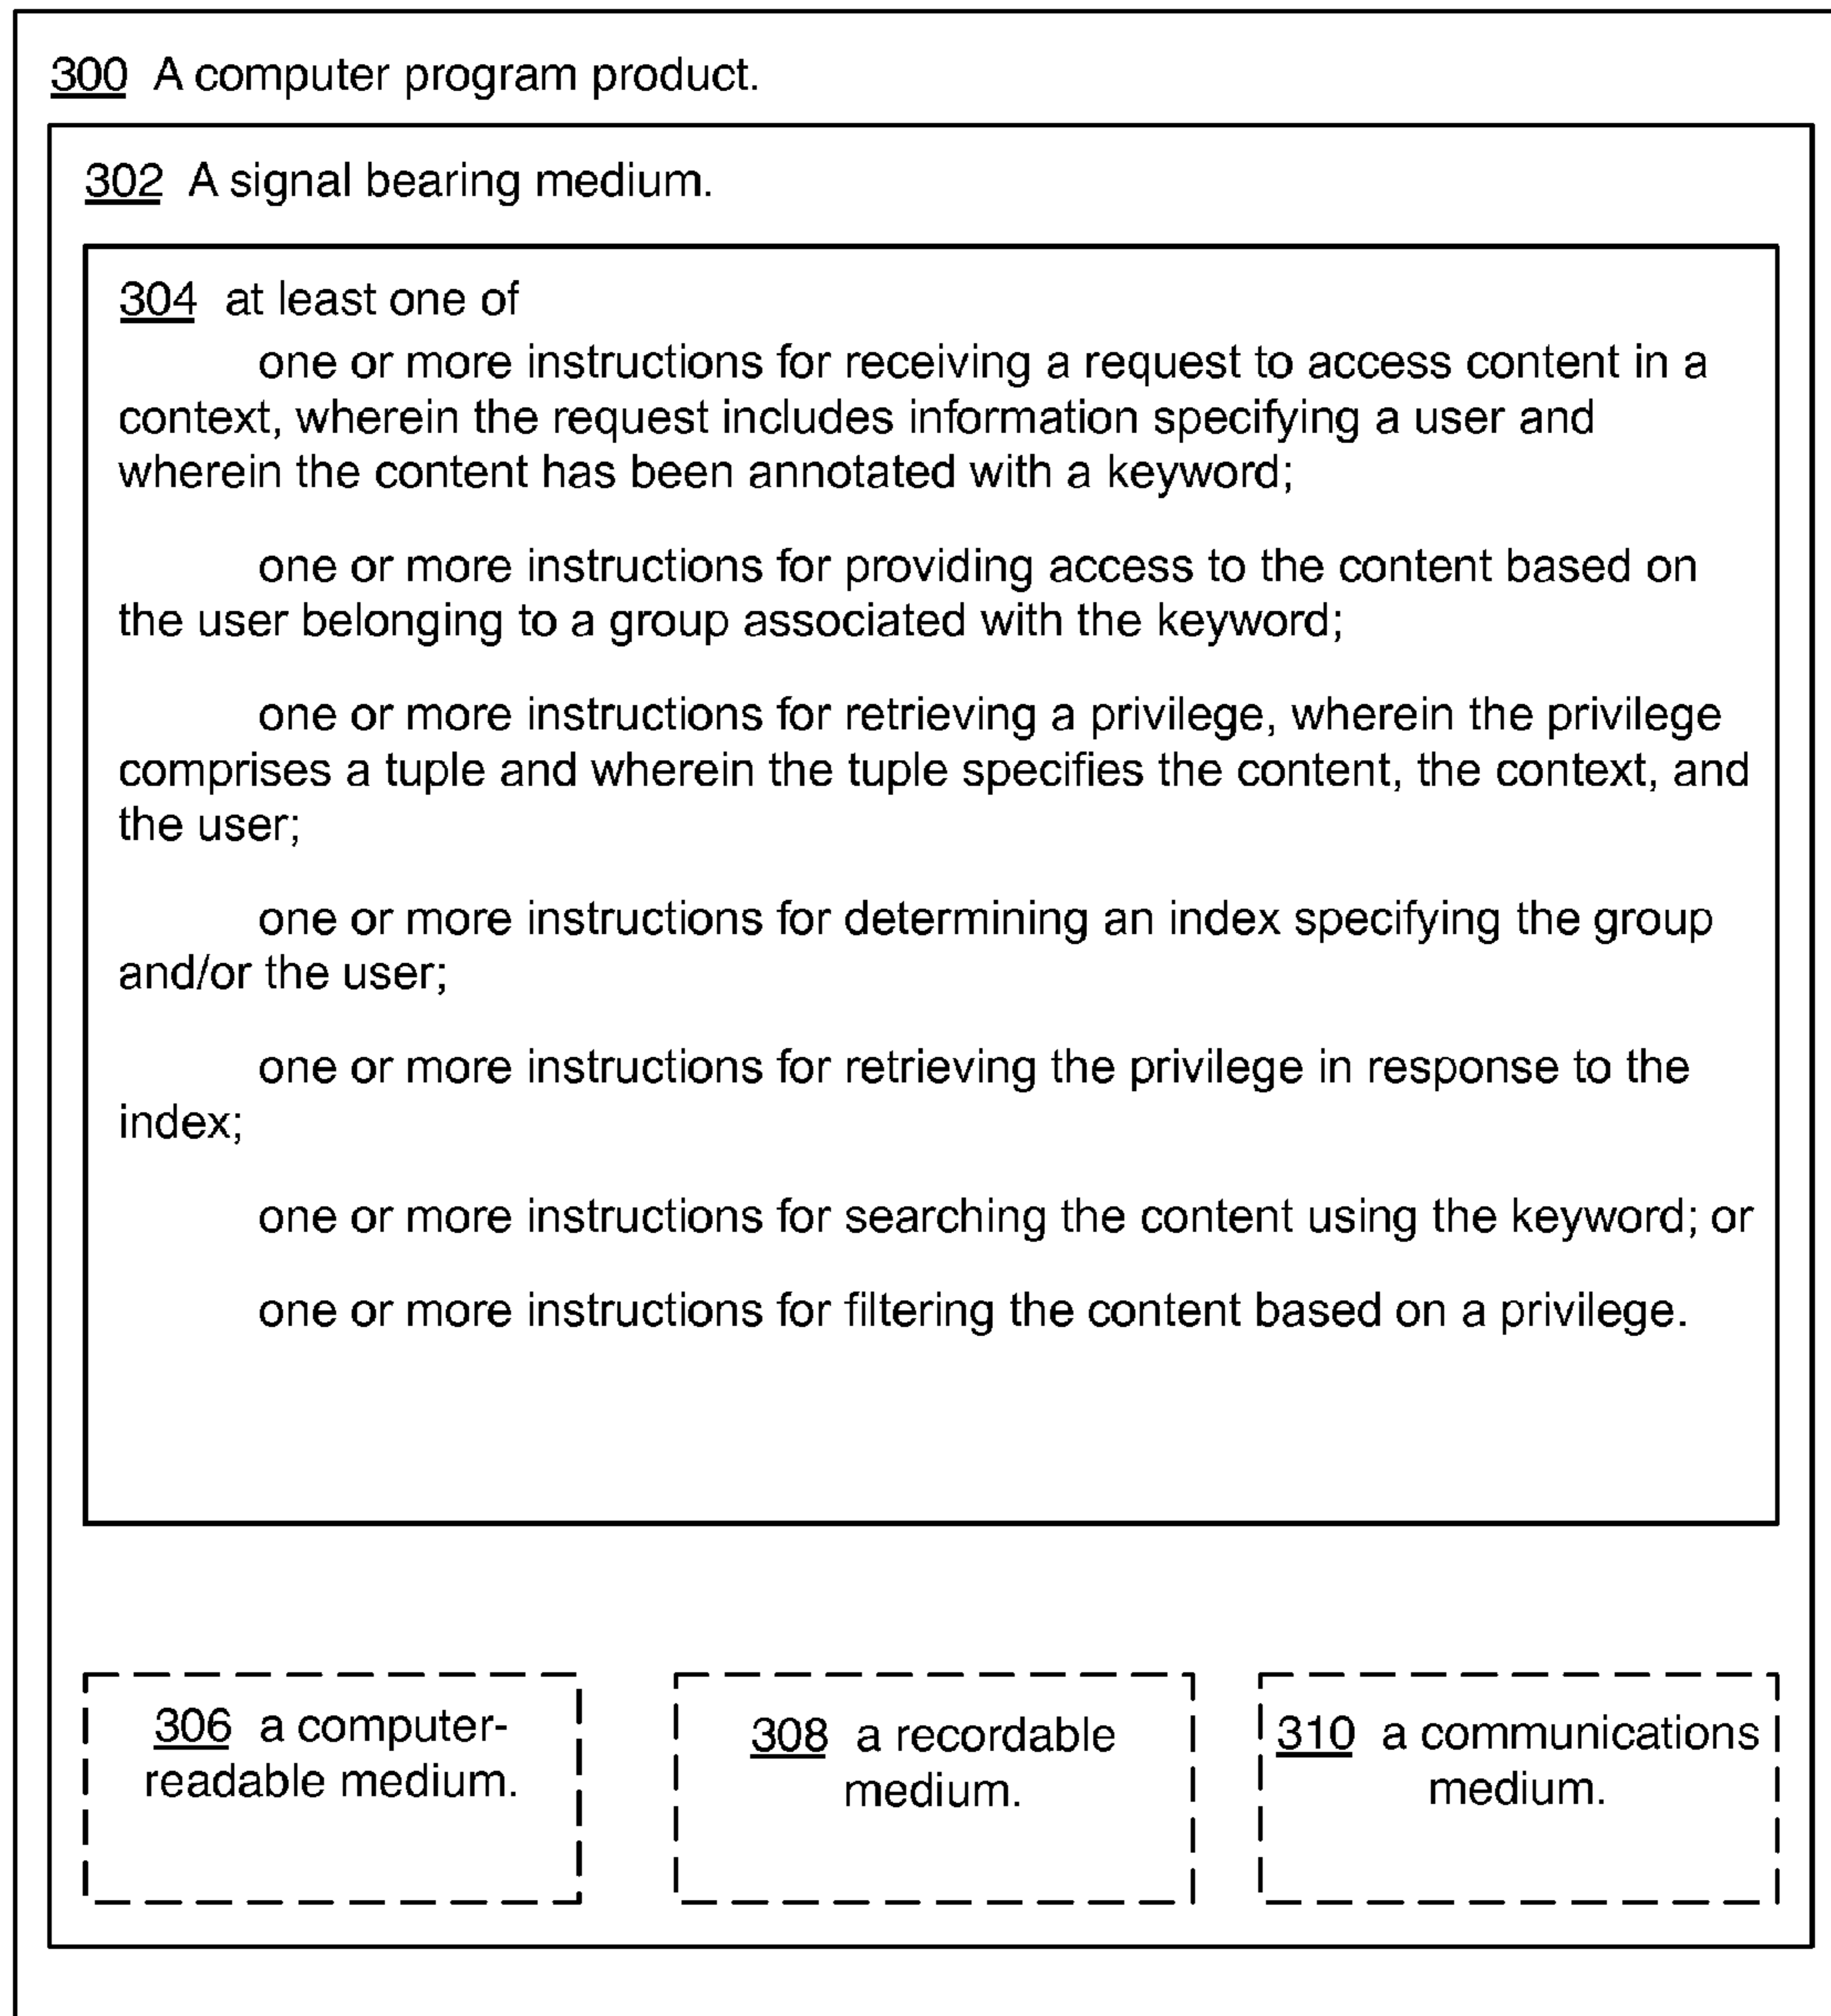 300 A computer program product.
302 A signal bearing medium.
304 at least one of
one or more instructions for receiving a request to access content in a
context, wherein the request includes information specifying a user and
wherein the content has been annotated with a keyword;
one or more instructions for providing access to the content based on
the user belonging to a group associated with the keyword;
one or more instructions for retrieving a privilege, wherein the privilege
comprises a tuple and wherein the tuple specifies the content, the context, and
the user;
one or more instructions for determining an index specifying the group
and/or the user;
one or more instructions for retrieving the privilege in response to the
index;
one or more instructions for searching the content using the keyword; or
one or more instructions for filtering the content based on a privilege.
306 a computer-
readable medium.
308 a recordable
medium.
310 a communications
medium.